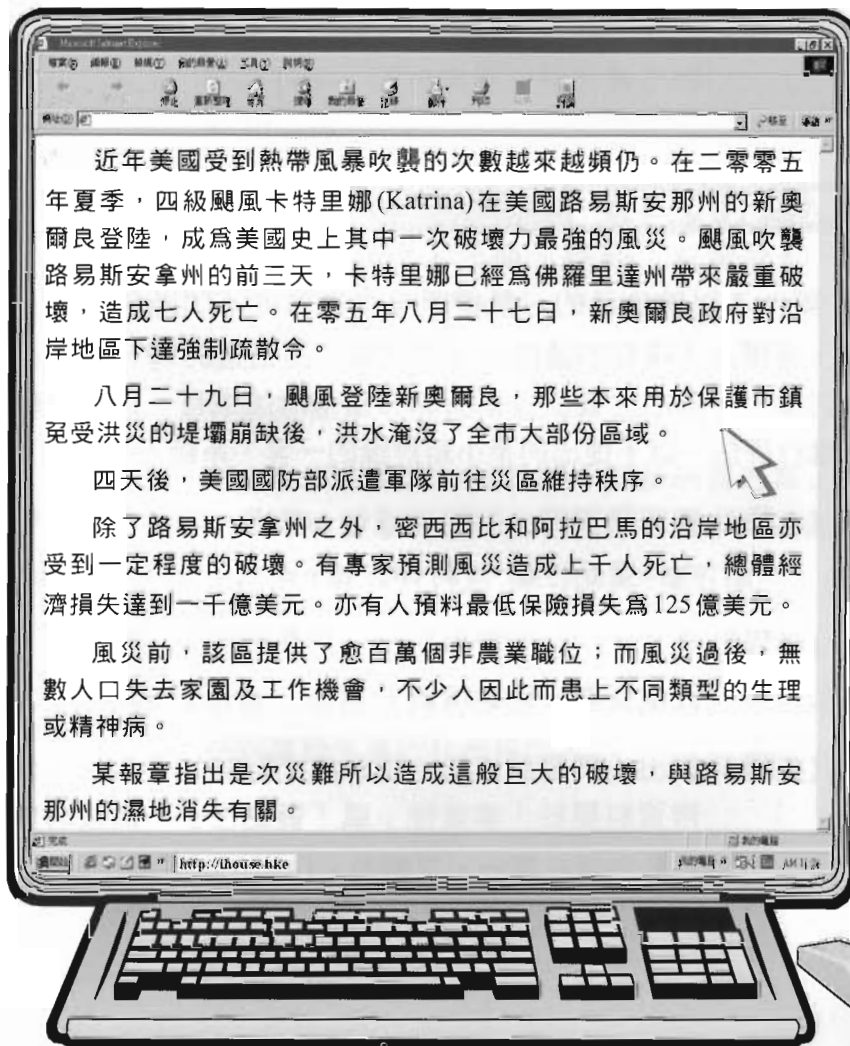 Microsoft Internet Explorer
近年美國受到熱帶風暴吹襲的次數越來越頻仍。在二零零五
年夏季，四級颶風卡特里娜(Katrina)在美國路易斯安那州的新奧
爾良登陸，成爲美國史上其中一次破壞力最強的風災。颶風吹襲
路易斯安拿州的前三天，卡特里娜已經爲佛羅里達州帶來嚴重破
壞，造成七人死亡。在零五年八月二十七日，新奧爾良政府對沿
岸地區下達強制疏散令。
八月二十九日，颶風登陸新奧爾良，那些本來用於保護市鎮
冤受洪災的堤壩崩缺後，洪水淹沒了全市大部份區域。
四天後，美國國防部派遣軍隊前往災區維持秩序。
除了路易斯安拿州之外，密西西比和阿拉巴馬的沿岸地區亦
受到一定程度的破壞。有專家預測風災造成上千人死亡，總體經
濟損失達到一千億美元。亦有人預料最低保險損失爲125億美元。
風災前，該區提供了愈百萬個非農業職位；而風災過後，無
數人口失去家園及工作機會，不少人因此而患上不同類型的生理
或精神病。
某報章指出是次災難所以造成這般巨大的破壞，與路易斯安
那州的濕地消失有關。
完成 我的電腦
http://ihouse.hke